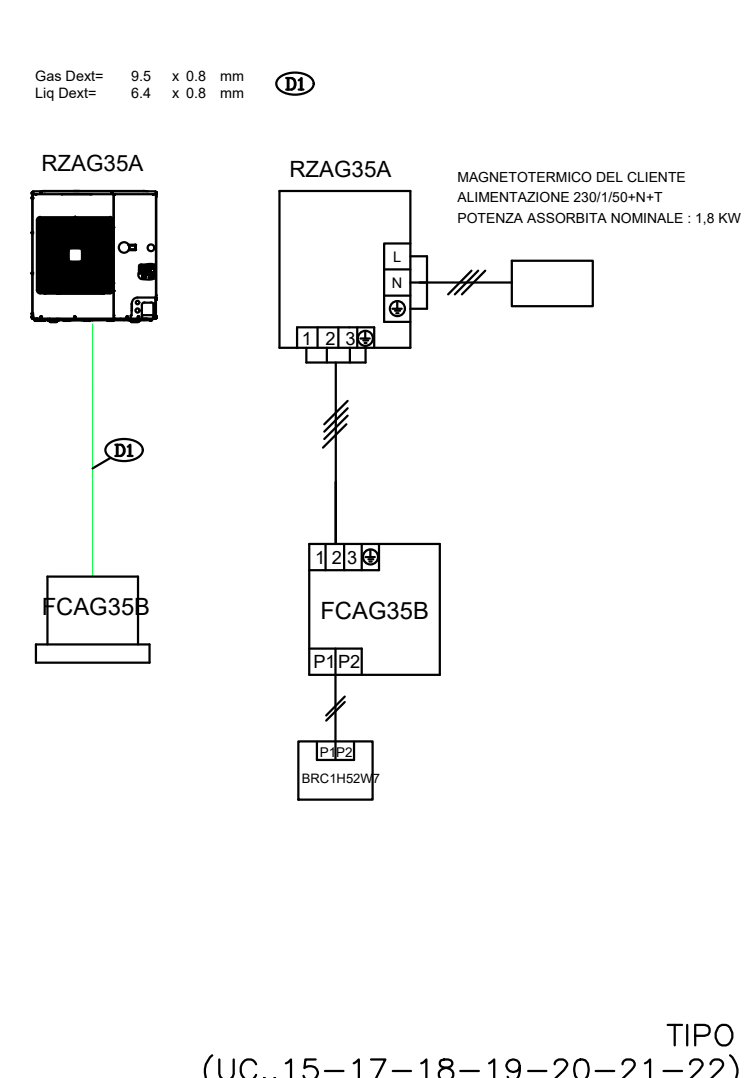 Gas Dext= 9.5 x 0.8 mm
Liq Dext= 6.4 x 0.8 mm
D1
RZAG35A
RZAG35A
MAGNETOTERMICO DEL CLIENTE
ALIMENTAZIONE 230/1/50+N+T
POTENZA ASSORBITA NOMINALE : 1,8 KW
L
N
1 2 3
D1
1 2 3
FCAG35B
FCAG35B
P1 P2
P1P2
BRC1H52W7
TIPO
(UC..15-17-18-19-20-21-22)